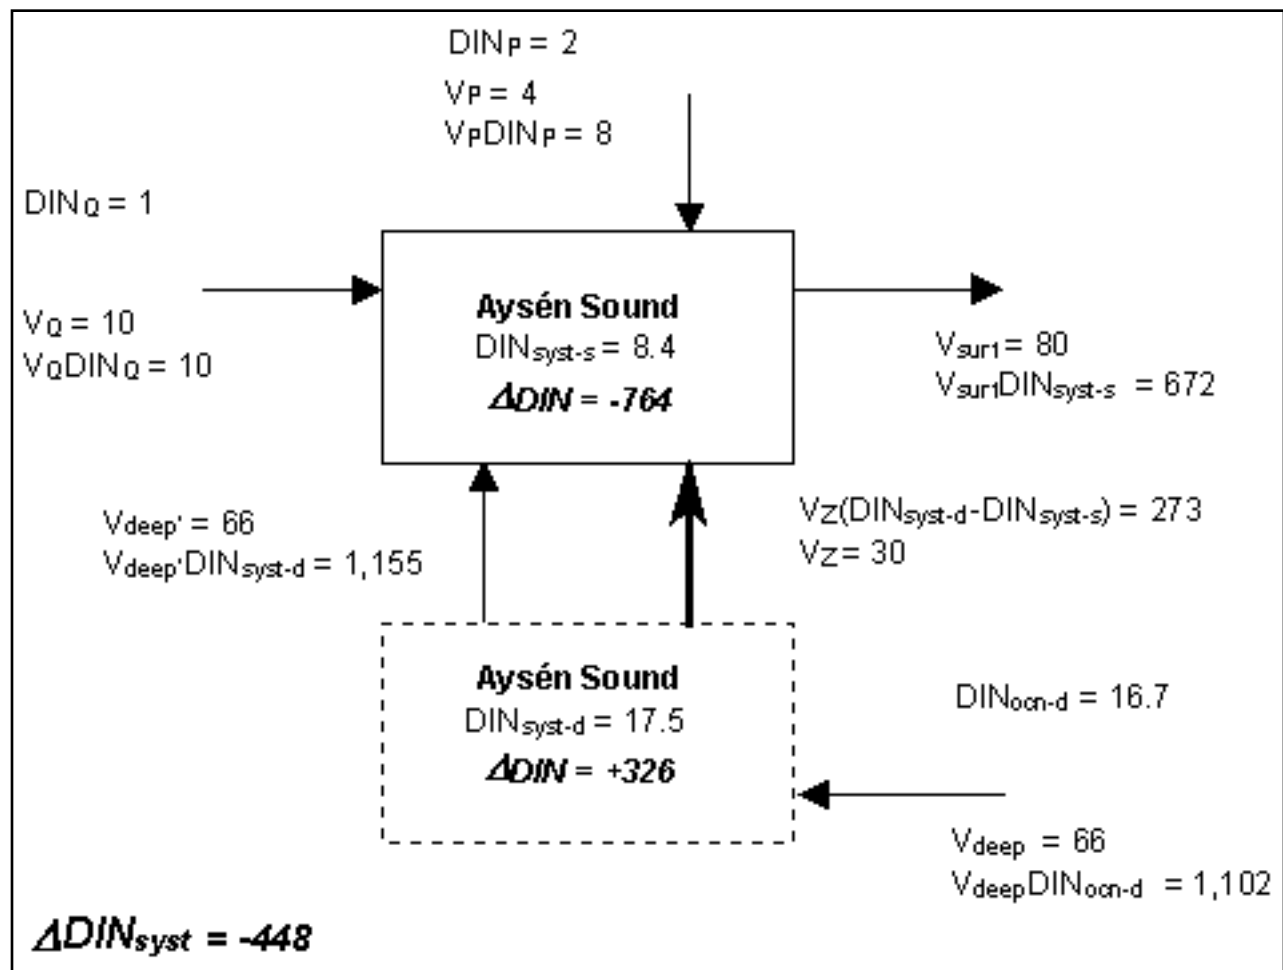 DINP = 2
VP = 4
VPDINP = 8
DINQ = 1
VQ = 10
VQDINQ = 10
Aysén Sound
DINsyst-s = 8.4
ΔDIN = -764
Vsurf = 80
VsurfDINsyst-s = 672
Vdeep' = 66
Vdeep'DINsyst-d = 1,155
VZ(DINsyst-d-DINsyst-s) = 273
VZ = 30
Aysén Sound
DINsyst-d = 17.5
ΔDIN = +326
DINocn-d = 16.7
Vdeep = 66
VdeepDINocn-d = 1,102
ΔDINsyst = -448